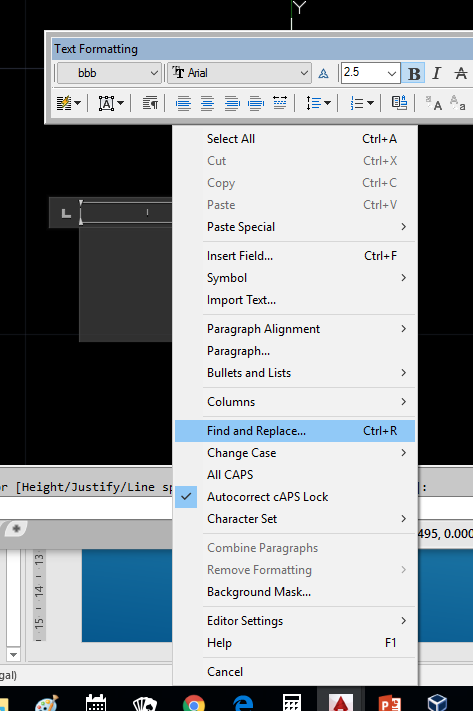 Y
Text Formatting
bbb Arial 2.5 B I A
Select All Ctrl+A
Cut Ctrl+X
Copy Ctrl+C
Paste Ctrl+V
Paste Special
Insert Field... Ctrl+F
Symbol
Import Text...
Paragraph Alignment
Paragraph...
Bullets and Lists
Columns
Find and Replace... Ctrl+R
Change Case
All CAPS
or [Height/Justify/Line sp ]:
Autocorrect cAPS Lock
Character Set
495, 0.000
Combine Paragraphs
13
Remove Formatting
14
Background Mask...
15
Editor Settings
Help F1
gal)
Cancel